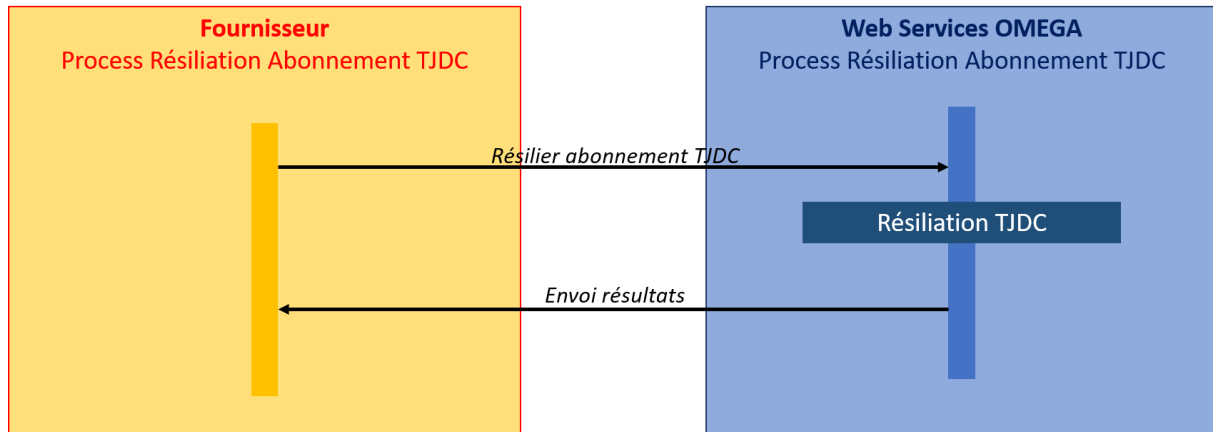 Fournisseur
Process Résiliation Abonnement TJDC
Web Services OMEGA
Process Résiliation Abonnement TJDC
Résilier abonnement TJDC
Résiliation TJDC
Envoi résultats